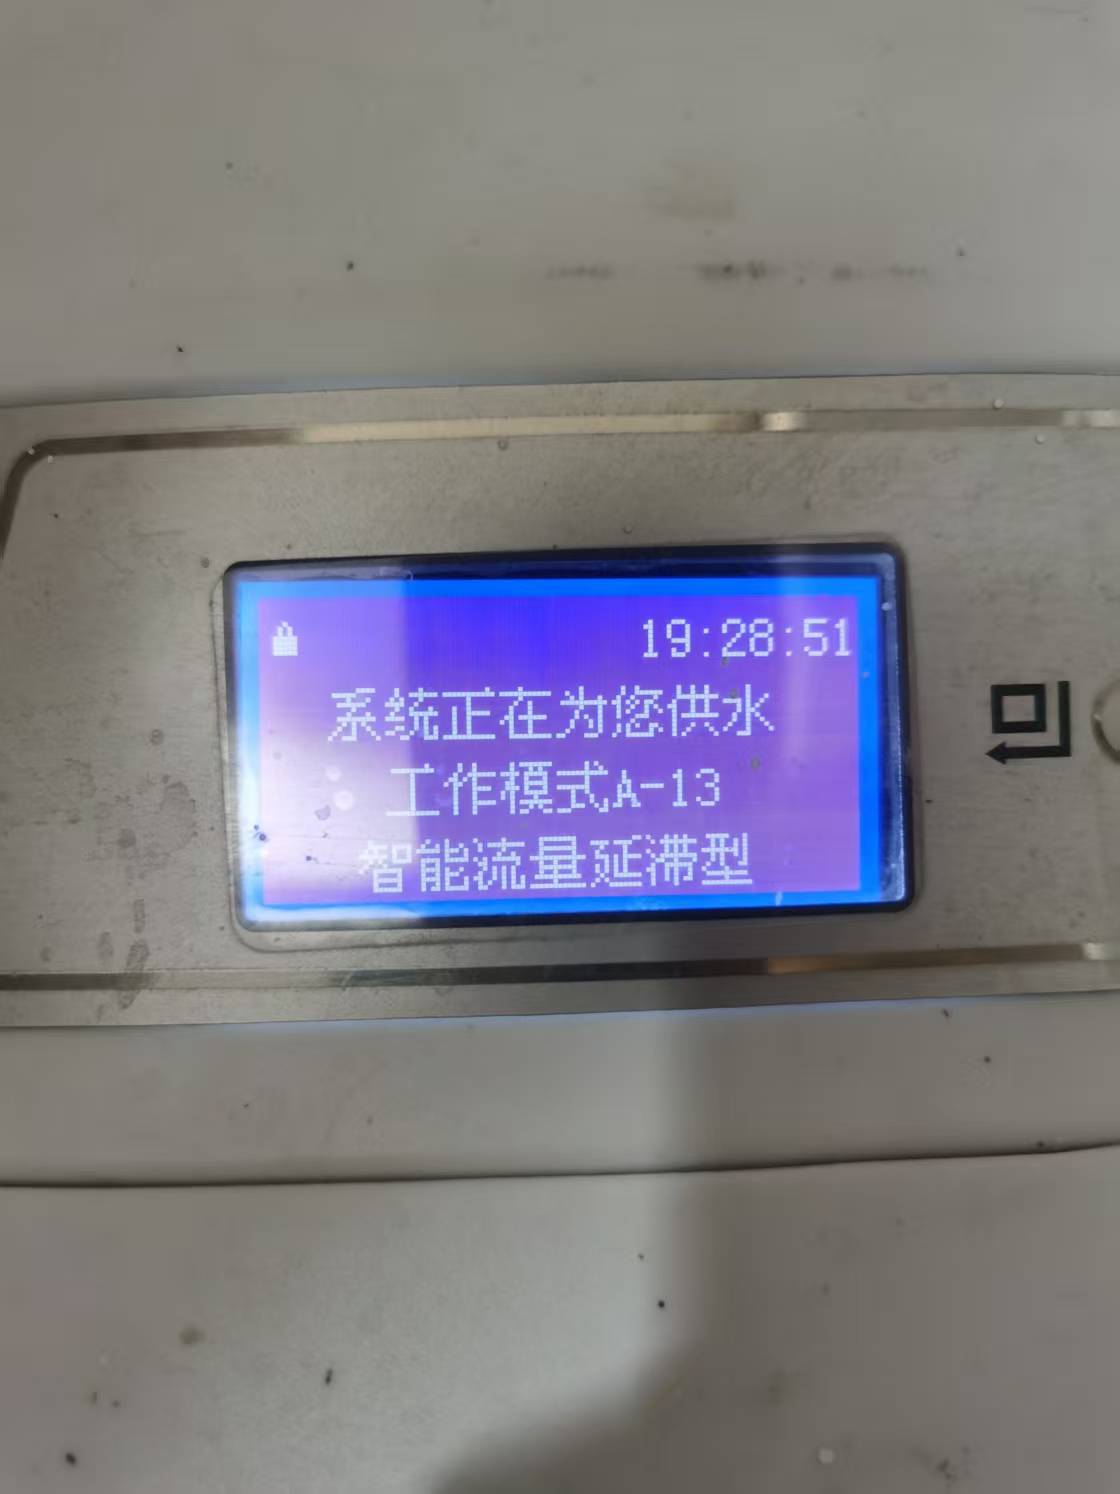 19:28:51
系统正在为您供水
工作模式A-13
智能流量延滞型